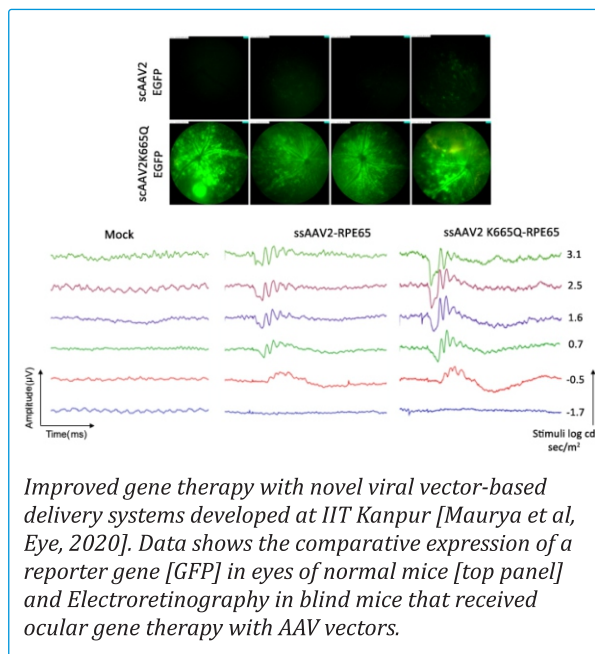 scAAV2
EGFP
scAAV2K665Q
EGFP
Mock
ssAAV2-RPE65
ssAAV2 K665Q-RPE65
3.1
2.5
1.6
0.7
-0.5
-1.7
Amplitude(µV)
Time(ms)
Stimuli log cd
sec/m²
Improved gene therapy with novel viral vector-based
delivery systems developed at IIT Kanpur [Maurya et al,
Eye, 2020]. Data shows the comparative expression of a
reporter gene [GFP] in eyes of normal mice [top panel]
and Electroretinography in blind mice that received
ocular gene therapy with AAV vectors.